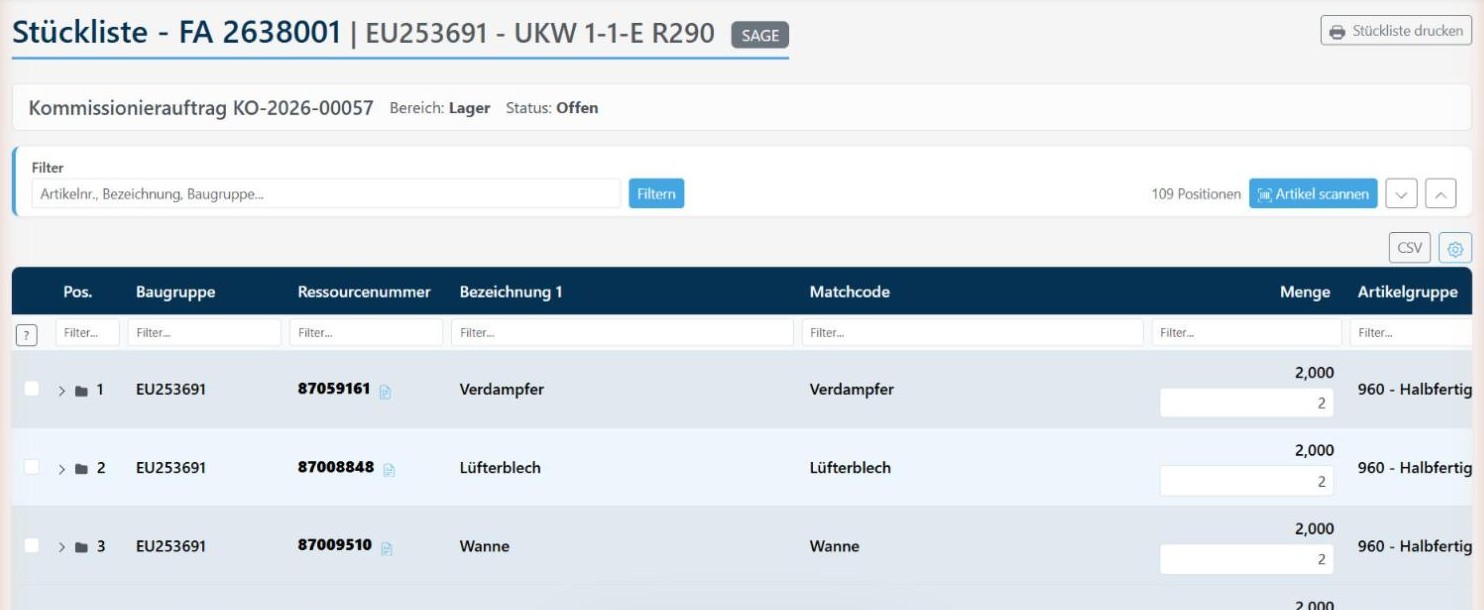 Stückliste - FA 2638001 | EU253691 - UKW 1-1-E R290 SAGE
Stückliste drucken
Kommissionierauftrag KO-2026-00057 Bereich: Lager Status: Offen
Filter
Artikelnr., Bezeichnung, Baugruppe... Filtern 109 Positionen Artikel scannen
CSV
Pos. Baugruppe Ressourcenummer Bezeichnung 1 Matchcode Menge Artikelgruppe
? Filter... Filter... Filter... Filter... Filter... Filter... Filter...
1 EU253691 87059161 Verdampfer Verdampfer 2,000 960 - Halbfertig
2
2 EU253691 87008848 Lüfterblech Lüfterblech 2,000 960 - Halbfertig
2
3 EU253691 87009510 Wanne Wanne 2,000 960 - Halbfertig
2
2,000